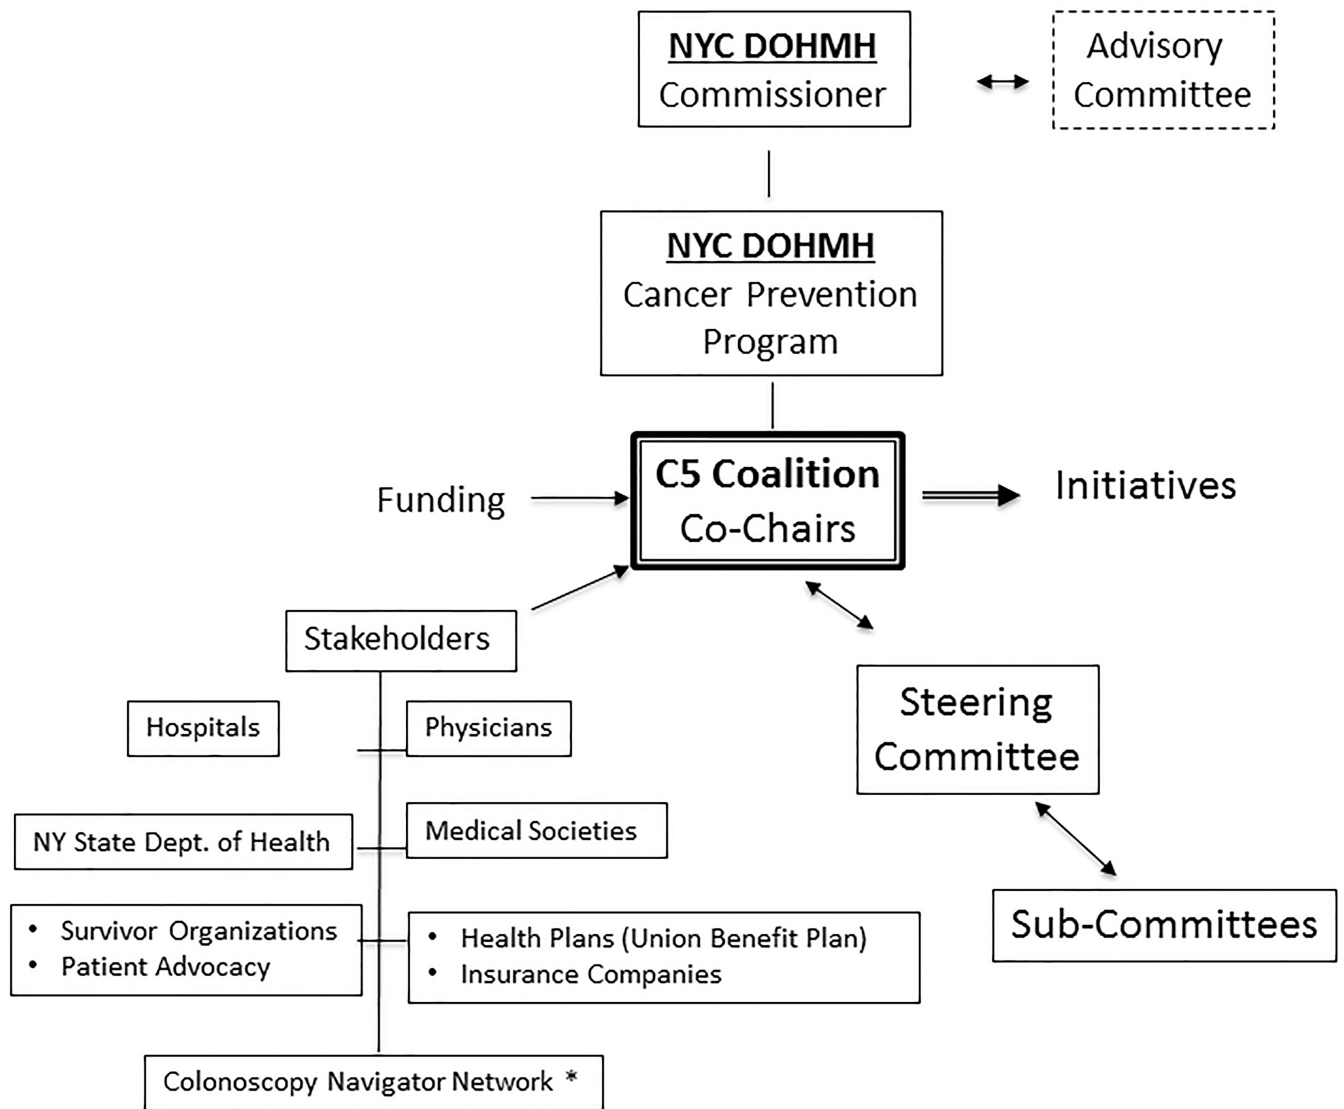 NYC DOHMH
Commissioner
Advisory
Committee
NYC DOHMH
Cancer Prevention
Program
C5 Coalition
Co-Chairs
Funding
Initiatives
Stakeholders
Hospitals
Physicians
NY State Dept. of Health
Medical Societies
• Survivor Organizations
• Patient Advocacy
• Health Plans (Union Benefit Plan)
• Insurance Companies
Colonoscopy Navigator Network *
Steering
Committee
Sub-Committees